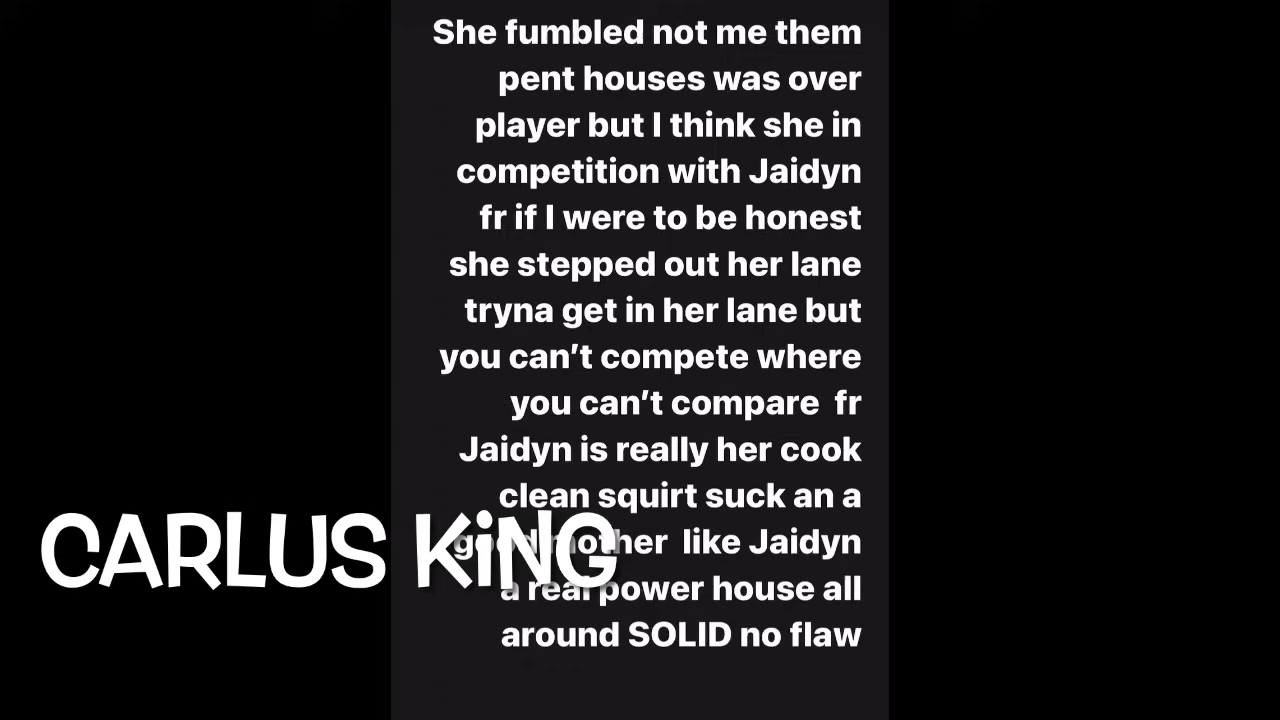 She fumbled not me them
pent houses was over
player but I think she in
competition with Jaidyn
fr if I were to be honest
she stepped out her lane
tryna get in her lane but
you can’t compete where
you can’t compare  fr
Jaidyn is really her cook
clean squirt suck an a
good mother  like Jaidyn
a real power house all
around SOLID no flaw
CARLUS KiNG